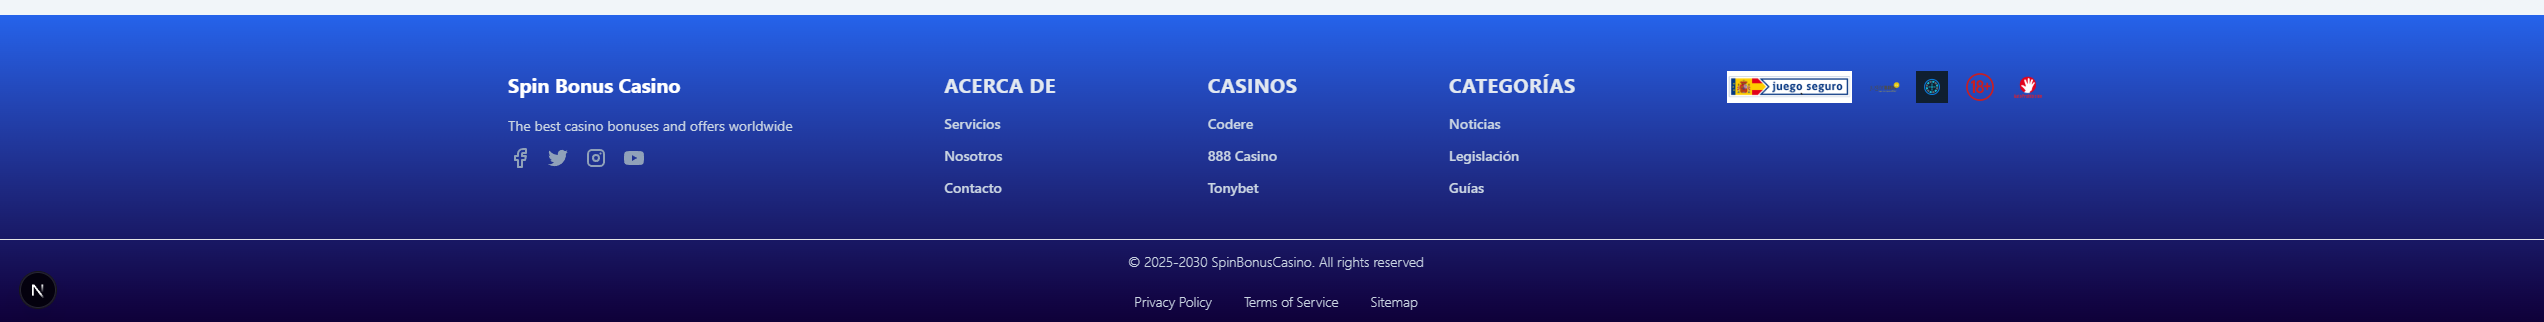 Spin Bonus Casino
The best casino bonuses and offers worldwide
ACERCA DE
Servicios
Nosotros
Contacto
CASINOS
Codere
888 Casino
Tonybet
CATEGORÍAS
Noticias
Legislación
Guías
juego seguro
18+
© 2025-2030 SpinBonusCasino. All rights reserved
Privacy Policy
Terms of Service
Sitemap
N